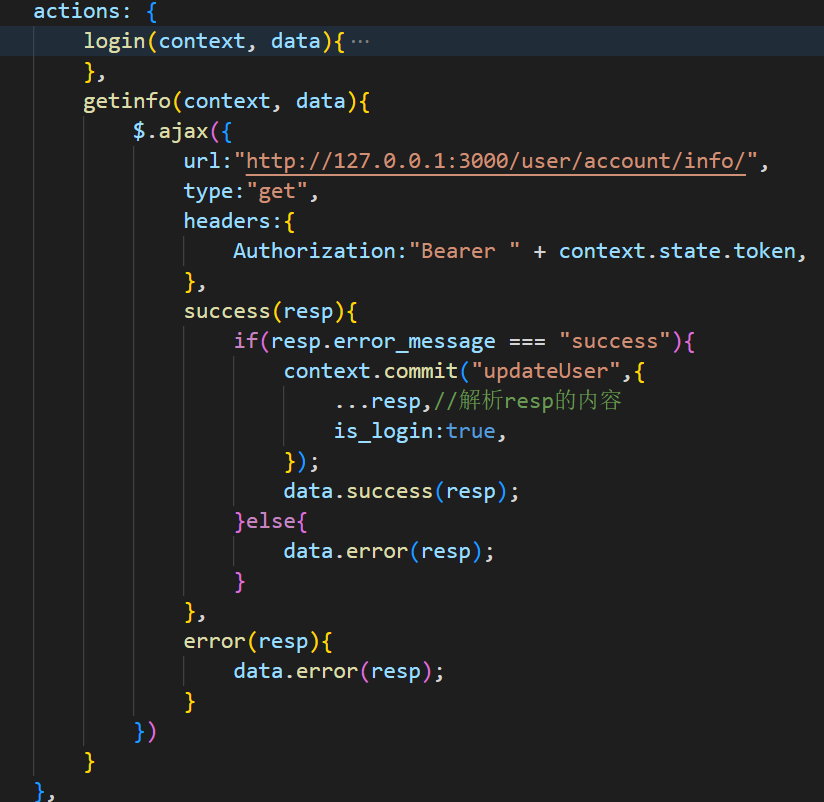 actions: {
login(context, data){…
},
getinfo(context, data){
$.ajax({
url:"http://127.0.0.1:3000/user/account/info/",
type:"get",
headers:{
Authorization:"Bearer " + context.state.token,
},
success(resp){
if(resp.error_message === "success"){
context.commit("updateUser",{
...resp,//解析resp的内容
is_login:true,
});
data.success(resp);
}else{
data.error(resp);
}
},
error(resp){
data.error(resp);
}
})
}
},